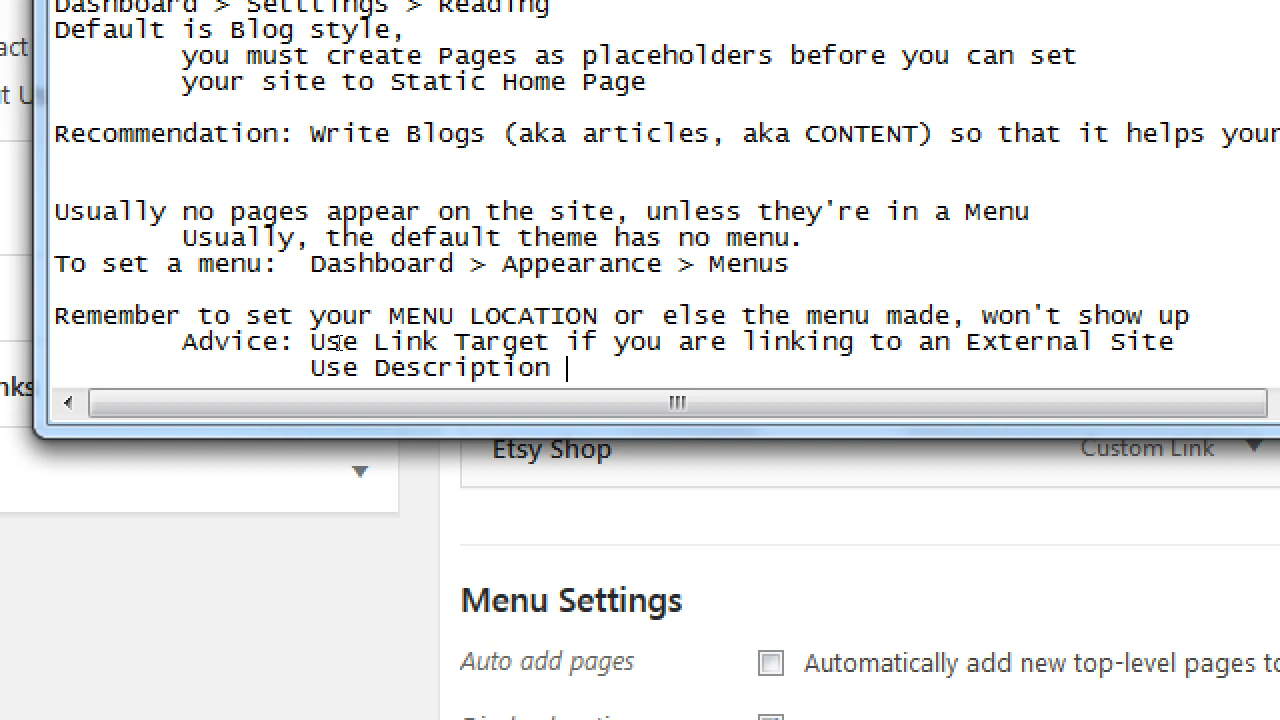 Dashboard > Settings > Reading
Default is Blog style,
you must create Pages as placeholders before you can set
your site to Static Home Page
Recommendation: Write Blogs (aka articles, aka CONTENT) so that it helps your
Usually no pages appear on the site, unless they're in a Menu
Usually, the default theme has no menu.
To set a menu: Dashboard > Appearance > Menus
Remember to set your MENU LOCATION or else the menu made, won't show up
Advice: Use Link Target if you are linking to an External Site
Use Description
Etsy Shop
Custom Link
Menu Settings
Auto add pages
Automatically add new top-level pages to